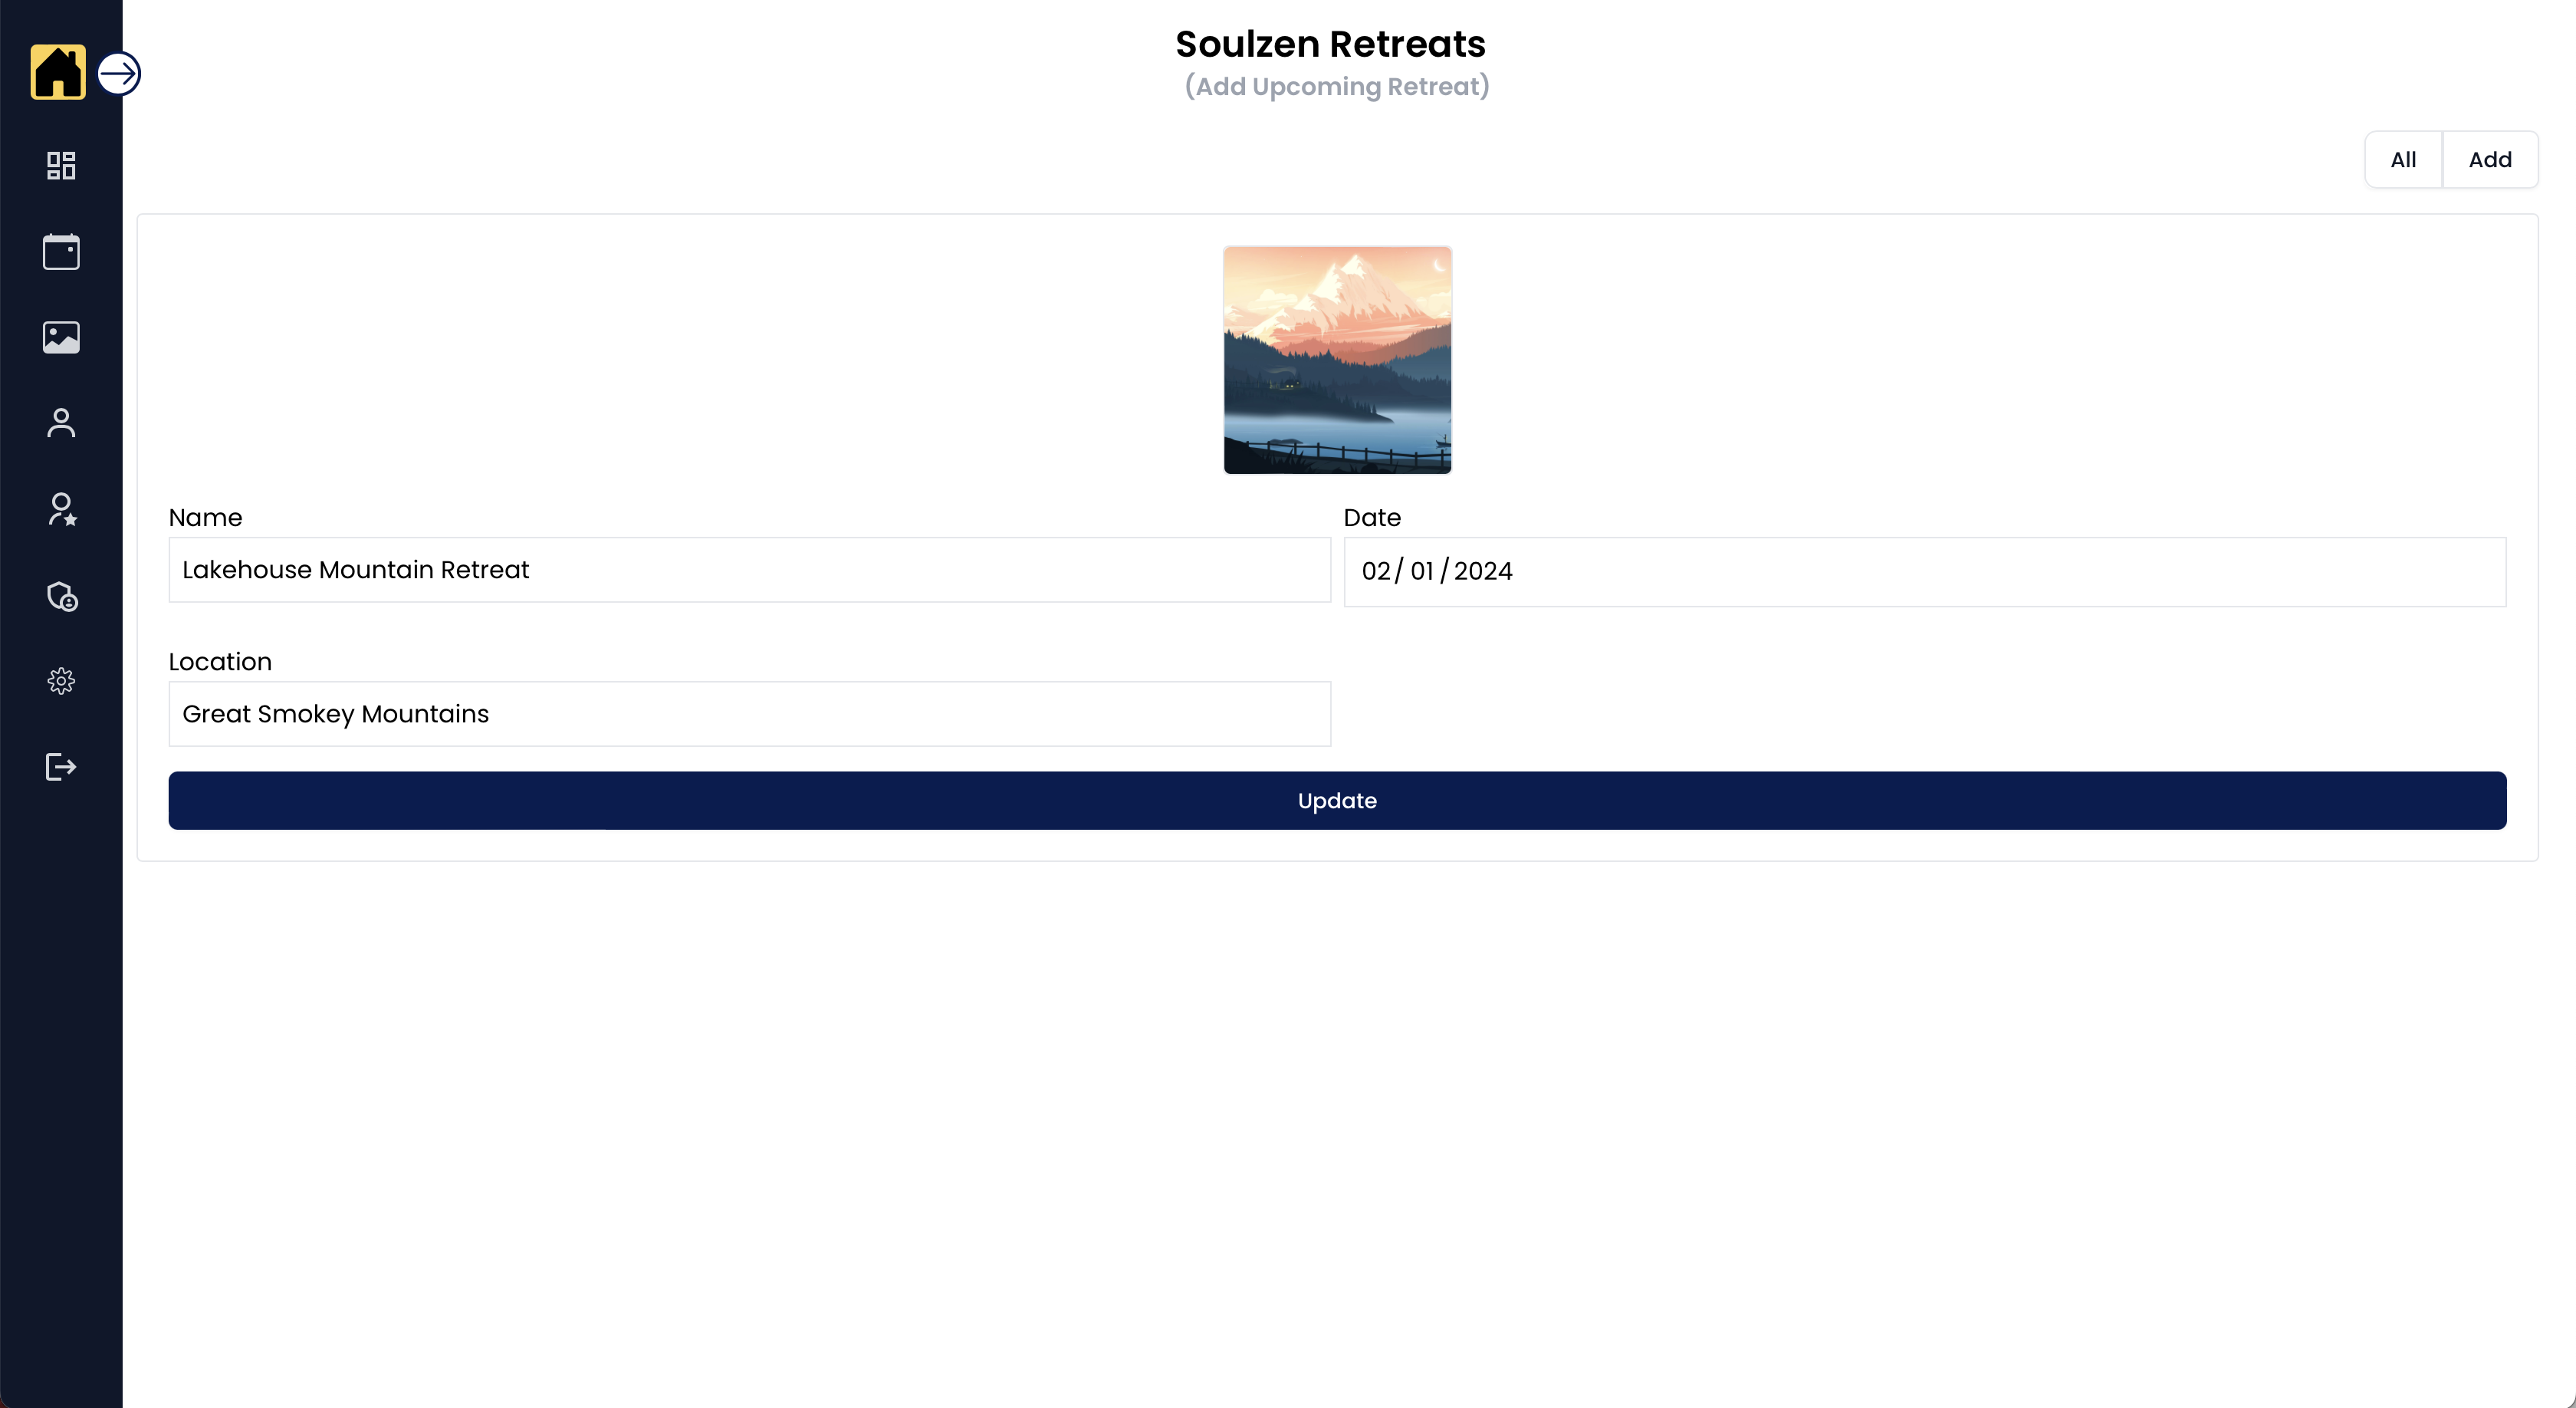 Soulzen Retreats
(Add Upcoming Retreat)
All
Add
Name
Date
Lakehouse Mountain Retreat
02/01/2024
Location
Great Smokey Mountains
Update